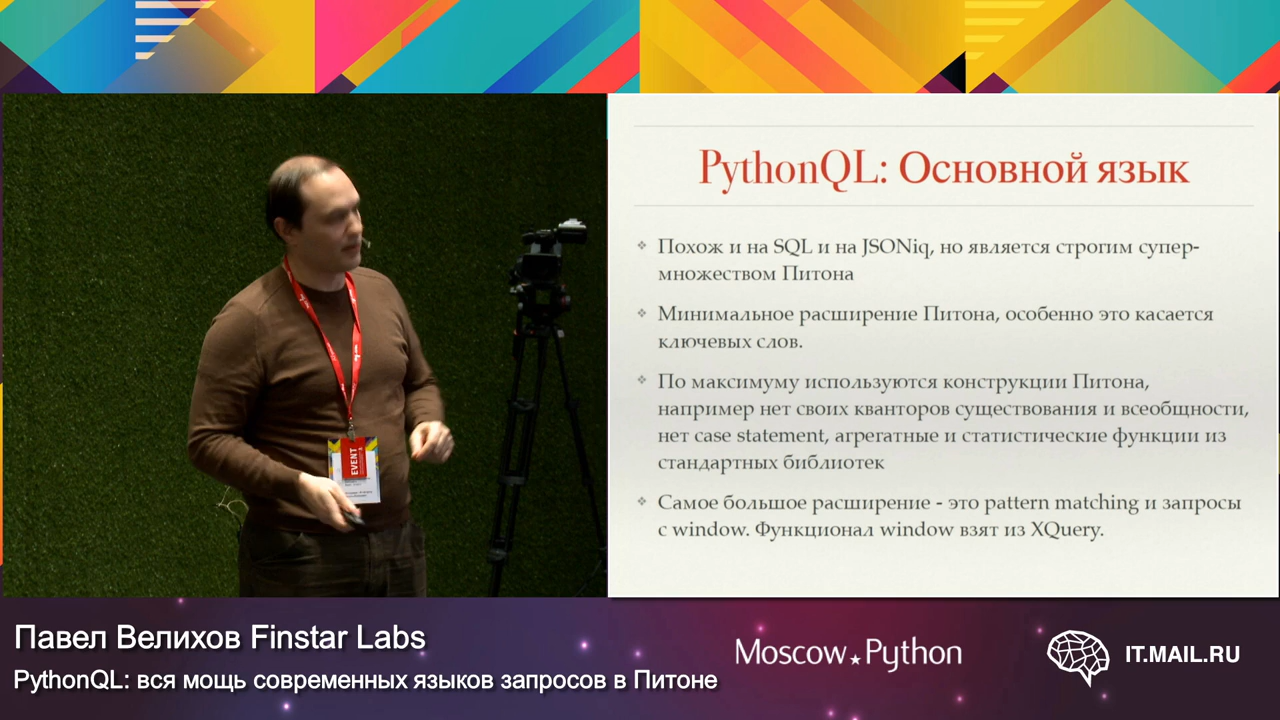 PythonQL: Основной язык
Похож и на SQL и на JSONiq, но является строгим супер-
множеством Питона
Минимальное расширение Питона, особенно это касается
ключевых слов.
По максимуму используются конструкции Питона,
например нет своих кванторов существования и всеобщности,
нет case statement, агрегатные и статистические функции из
стандартных библиотек
Самое большое расширение - это pattern matching и запросы
с window. Функционал window взят из XQuery.
EVENT
Павел Велихов Finstar Labs
PythonQL: вся мощь современных языков запросов в Питоне
Moscow Python
IT.MAIL.RU